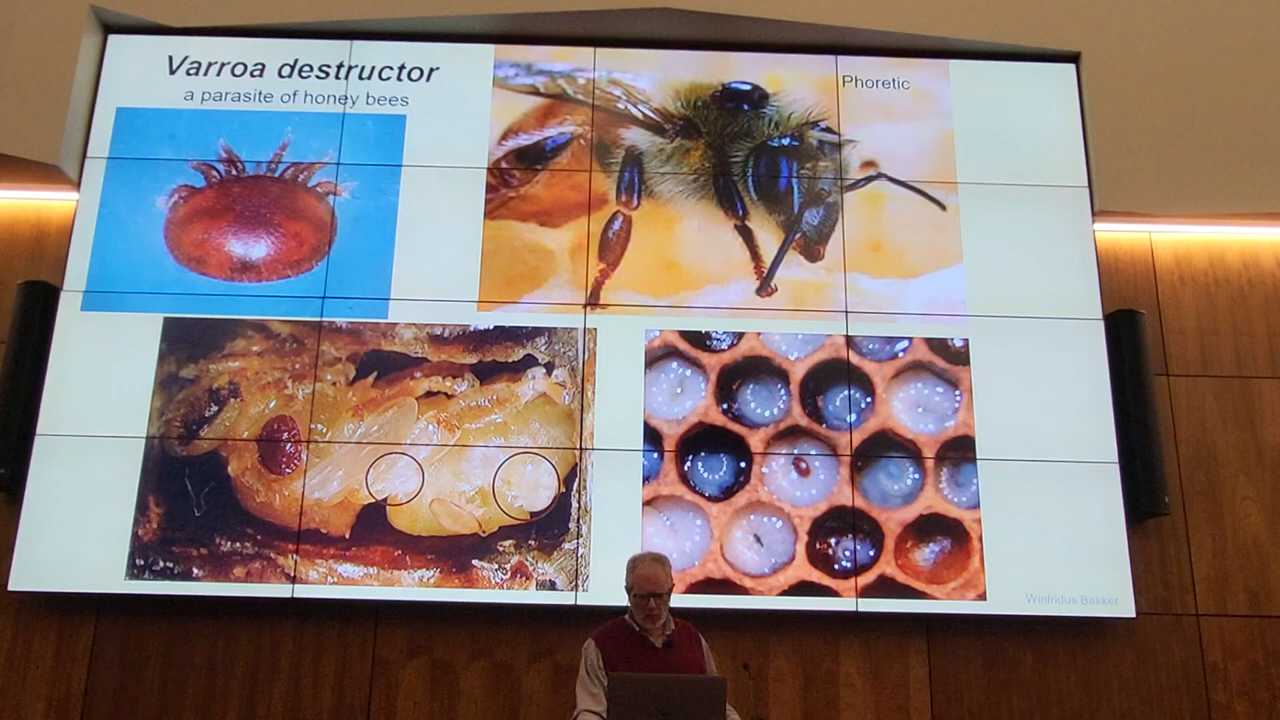 Varroa destructor
a parasite of honey bees
Phoretic
Winfridus Bakker